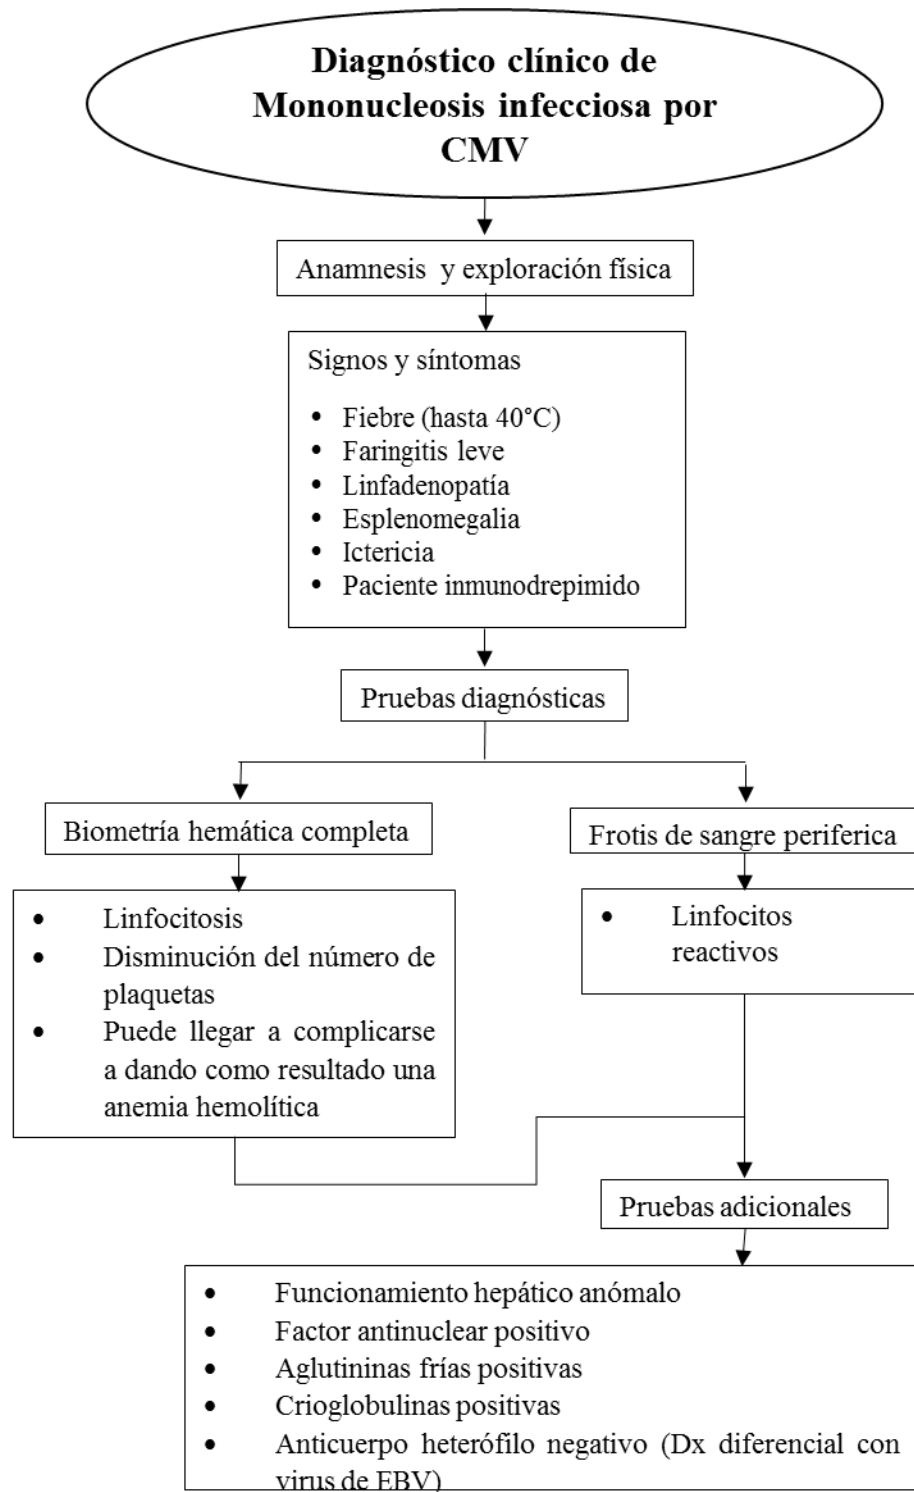 Diagnóstico clínico de
Mononucleosis infecciosa por
CMV
Anamnesis y exploración física
Signos y síntomas
• Fiebre (hasta 40°C)
• Faringitis leve
• Linfadenopatía
• Esplenomegalia
• Ictericia
• Paciente inmunodrepimido
Pruebas diagnósticas
Biometría hemática completa
Frotis de sangre periferica
• Linfocitosis
• Disminución del número de
plaquetas
• Puede llegar a complicarse
a dando como resultado una
anemia hemolítica
• Linfocitos
reactivos
Pruebas adicionales
• Funcionamiento hepático anómalo
• Factor antinuclear positivo
• Aglutininas frías positivas
• Crioglobulinas positivas
• Anticuerpo heterófilo negativo (Dx diferencial con
virus de EBV)